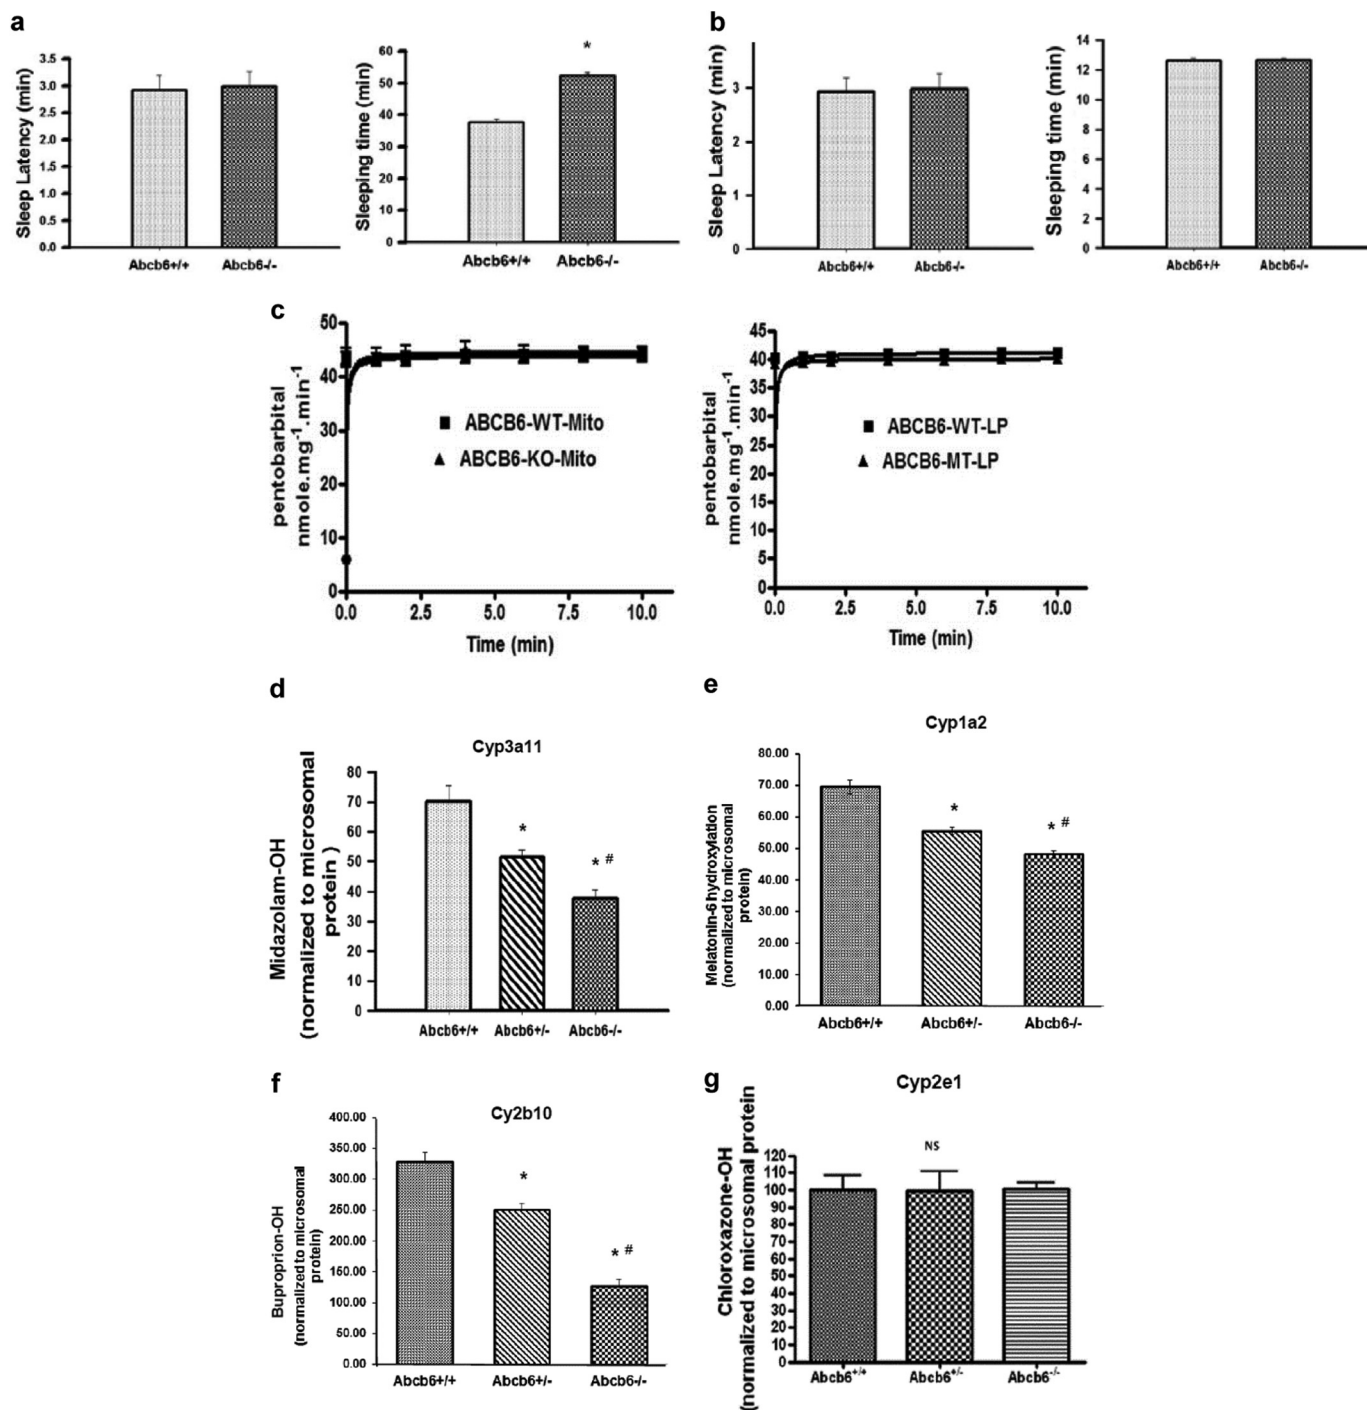 a
Sleep Latency (min)
3.5
3.0
2.5
2.0
1.5
1.0
0.5
0.0
Abcb6+/+ Abcb6-/-
Sleeping time (min)
60
50
40
30
20
10
0
*
Abcb6+/+ Abcb6-/-
b
Sleep Latency (min)
3
2
1
0
Abcb6+/+ Abcb6-/-
Sleeping time (min)
14
12
10
8
6
4
2
0
Abcb6+/+ Abcb6-/-
c
pentobarbital
nmole.mg-1.min-1
50
40
30
20
10
0
ABCB6-WT-Mito
ABCB6-KO-Mito
0.0 2.5 5.0 7.5 10.0
Time (min)
pentobarbital
nmole.mg-1.min-1
45
40
35
30
25
20
15
10
5
0
ABCB6-WT-LP
ABCB6-MT-LP
0.0 2.5 5.0 7.5 10.0
Time (min)
d
Cyp3a11
Midazolam-OH
(normalized to microsomal
protein )
80
70
60
50
40
30
20
10
0
*
* #
Abcb6+/+ Abcb6+/- Abcb6-/-
e
Cyp1a2
Melatonin-6 hydroxylation
(normalized to microsomal
protein)
80.00
70.00
60.00
50.00
40.00
30.00
20.00
10.00
0.00
*
* #
Abcb6+/+ Abcb6+/- Abcb6-/-
f
Cy2b10
Buproprion-OH
(normalized to microsomal
protein)
400.00
350.00
300.00
250.00
200.00
150.00
100.00
50.00
0.00
*
* #
Abcb6+/+ Abcb6+/- Abcb6-/-
g
Cyp2e1
Chloroxazone-OH
(normalized to microsomal protein
120
110
100
90
80
70
60
50
40
30
20
10
0
NS
Abcb6+/+ Abcb6+/- Abcb6-/-